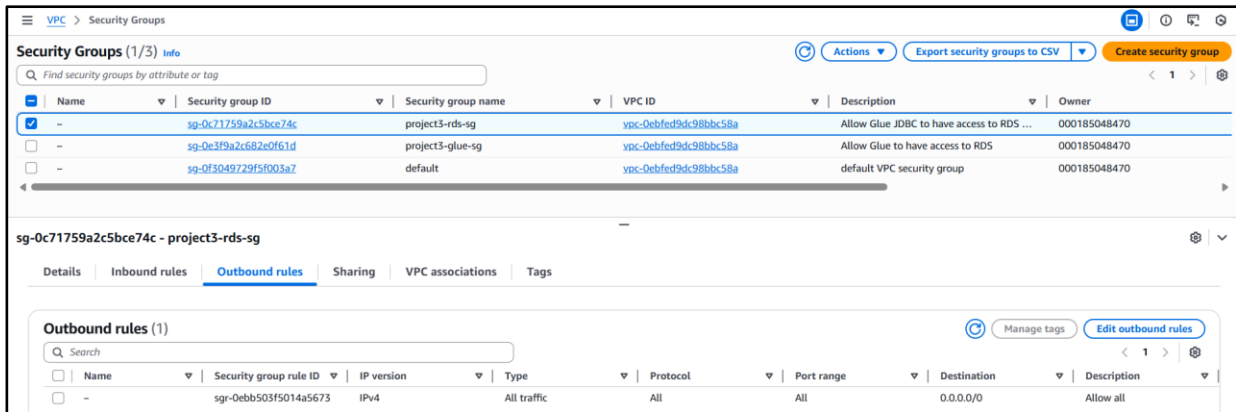 VPC > Security Groups
Security Groups (1/3) Info
Actions Export security groups to CSV Create security group
Find security groups by attribute or tag
1
Name Security group ID Security group name VPC ID Description Owner
– sg-0c71759a2c5bce74c project3-rds-sg vpc-0ebfed9dc98bbc58a Allow Glue JDBC to have access to RDS ... 000185048470
– sg-0e3f9a2c682e0f61d project3-glue-sg vpc-0ebfed9dc98bbc58a Allow Glue to have access to RDS 000185048470
– sg-0f3049729f5f003a7 default vpc-0ebfed9dc98bbc58a default VPC security group 000185048470
sg-0c71759a2c5bce74c - project3-rds-sg
Details Inbound rules Outbound rules Sharing VPC associations Tags
Outbound rules (1)
Manage tags Edit outbound rules
Search
1
Name Security group rule ID IP version Type Protocol Port range Destination Description
– sgr-0ebb503f5014a5673 IPv4 All traffic All All 0.0.0.0/0 Allow all